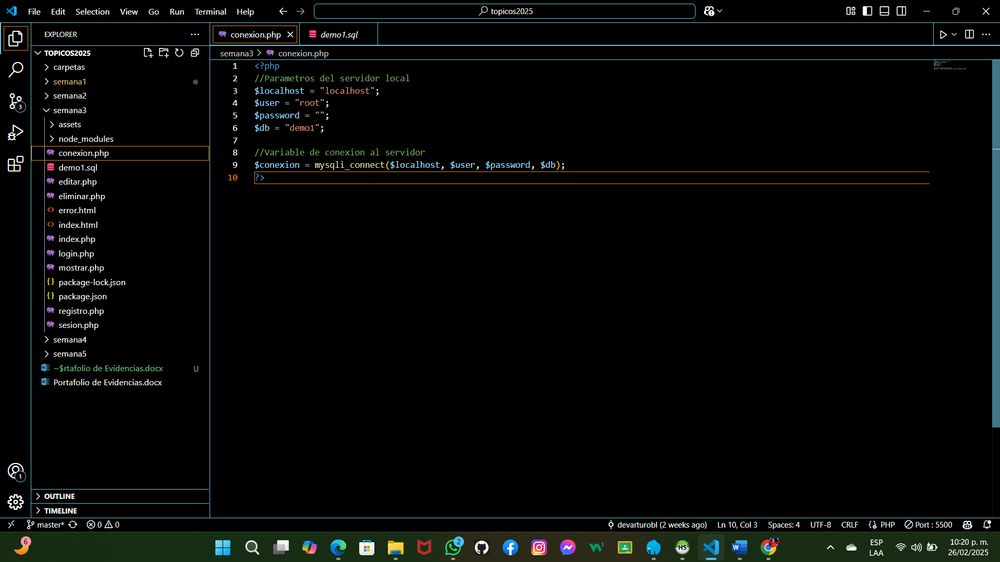 File Edit Selection View Go Run Terminal Help
topicos2025
EXPLORER
TOPICOS2025
carpetas
semana1
semana2
semana3
assets
node_modules
conexion.php
demo1.sql
editar.php
eliminar.php
error.html
index.html
index.php
login.php
mostrar.php
package-lock.json
package.json
registro.php
sesion.php
semana4
semana5
~$rtafolio de Evidencias.docx U
Portafolio de Evidencias.docx
OUTLINE
TIMELINE
3
1
conexion.php
demo1.sql
semana3 > conexion.php
1 <?php
2 //Parametros del servidor local
3 $localhost = "localhost";
4 $user = "root";
5 $password = "";
6 $db = "demo1";
7
8 //Variable de conexion al servidor
9 $conexion = mysqli_connect($localhost, $user, $password, $db);
10 ?>
master* 0 0
devarturobl (2 weeks ago) Ln 10, Col 3 Spaces: 4 UTF-8 CRLF PHP Port : 5500
6
2
W3
HS
W
ESP
LAA
10:20 p. m.
26/02/2025